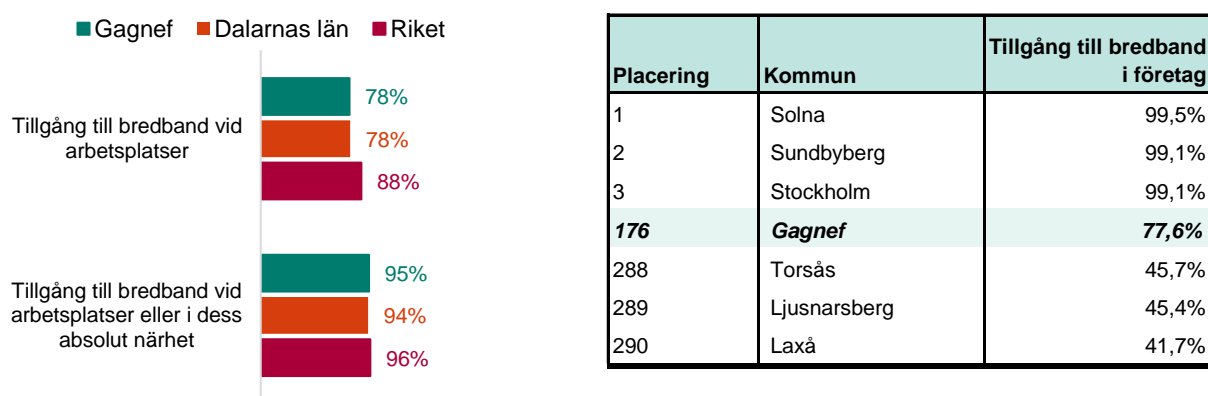 Gagnef Dalarnas län Riket
Tillgång till bredband vid
arbetsplatser
78%
78%
88%
Tillgång till bredband vid
arbetsplatser eller i dess
absolut närhet
95%
94%
96%
Placering Kommun Tillgång till bredband
i företag
1 Solna 99,5%
2 Sundbyberg 99,1%
3 Stockholm 99,1%
176 Gagnef 77,6%
288 Torsås 45,7%
289 Ljusnarsberg 45,4%
290 Laxå 41,7%